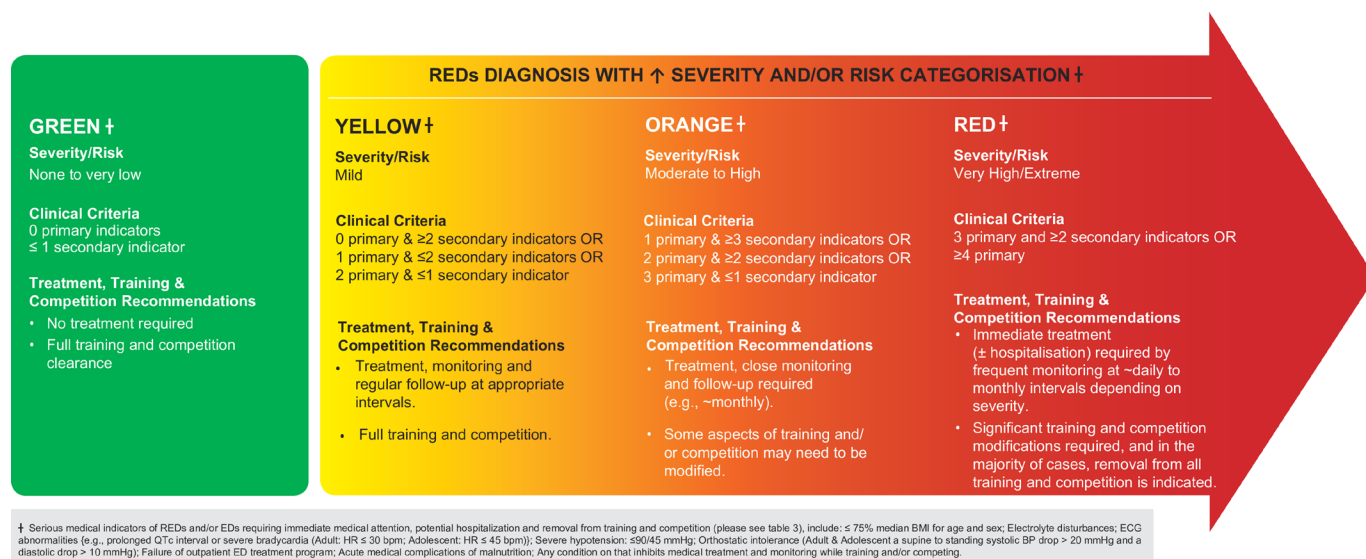 REDs DIAGNOSIS WITH ↑ SEVERITY AND/OR RISK CATEGORISATION ⸸
GREEN ⸸
Severity/Risk
None to very low
Clinical Criteria
0 primary indicators
≤ 1 secondary indicator
Treatment, Training &
Competition Recommendations
• No treatment required
• Full training and competition
clearance
YELLOW ⸸
Severity/Risk
Mild
Clinical Criteria
0 primary & ≥2 secondary indicators OR
1 primary & ≤2 secondary indicators OR
2 primary & ≤1 secondary indicator
Treatment, Training &
Competition Recommendations
• Treatment, monitoring and
regular follow-up at appropriate
intervals.
• Full training and competition.
ORANGE ⸸
Severity/Risk
Moderate to High
Clinical Criteria
1 primary & ≥3 secondary indicators OR
2 primary & ≥2 secondary indicators OR
3 primary & ≤1 secondary indicator
Treatment, Training &
Competition Recommendations
• Treatment, close monitoring
and follow-up required
(e.g., ~monthly).
• Some aspects of training and/
or competition may need to be
modified.
RED ⸸
Severity/Risk
Very High/Extreme
Clinical Criteria
3 primary and ≥2 secondary indicators OR
≥4 primary
Treatment, Training &
Competition Recommendations
• Immediate treatment
(± hospitalisation) required by
frequent monitoring at ~daily to
monthly intervals depending on
severity.
• Significant training and competition
modifications required, and in the
majority of cases, removal from all
training and competition is indicated.
⸸ Serious medical indicators of REDs and/or EDs requiring immediate medical attention, potential hospitalization and removal from training and competition (please see table 3), include: ≤ 75% median BMI for age and sex; Electrolyte disturbances; ECG
abnormalities {e.g., prolonged QTc interval or severe bradycardia (Adult: HR ≤ 30 bpm; Adolescent: HR ≤ 45 bpm)}; Severe hypotension: ≤90/45 mmHg; Orthostatic intolerance (Adult & Adolescent a supine to standing systolic BP drop > 20 mmHg and a
diastolic drop > 10 mmHg); Failure of outpatient ED treatment program; Acute medical complications of malnutrition; Any condition on that inhibits medical treatment and monitoring while training and/or competing.